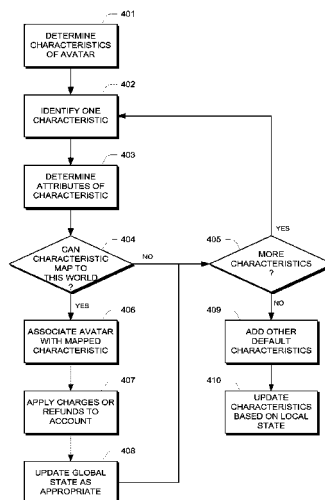 401
DETERMINE
CHARACTERISTICS
OF AVATAR
402
IDENTIFY ONE
CHARACTERISTIC
403
DETERMINE
ATTRIBUTES OF
CHARACTERISTIC
404
CAN
CHARACTERISTIC
MAP TO
THIS WORLD
?
NO
YES
406
ASSOCIATE AVATAR
WITH MAPPED
CHARACTERISTIC
407
APPLY CHARGES OR
REFUNDS TO
ACCOUNT
408
UPDATE GLOBAL
STATE AS
APPROPRIATE
405
MORE
CHARACTERISTICS
?
YES
NO
409
ADD OTHER
DEFAULT
CHARACTERISTICS
410
UPDATE
CHARACTERISTICS
BASED ON LOCAL
STATE